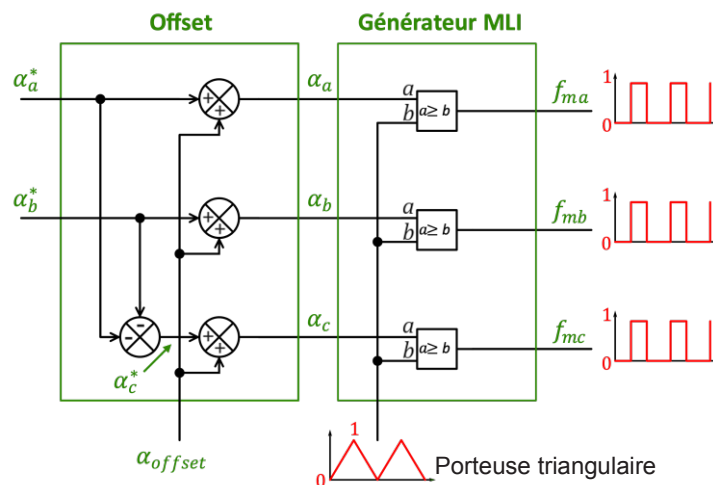 Offset
Générateur MLI
α*a
αa
a
b
a≥ b
fma
1
0
α*b
αb
a
b
a≥ b
fmb
1
0
α*c
αc
a
b
a≥ b
fmc
1
0
αoffset
1
0
Porteuse triangulaire